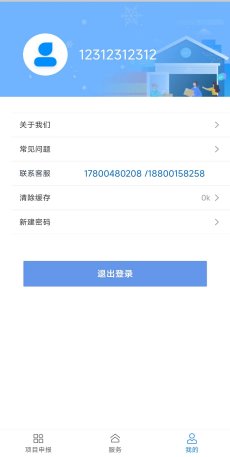 12312312312
关于我们
常见问题
联系客服 17800480208 /18800158258
清除缓存 0k
新建密码
退出登录
项目申报 服务 我的